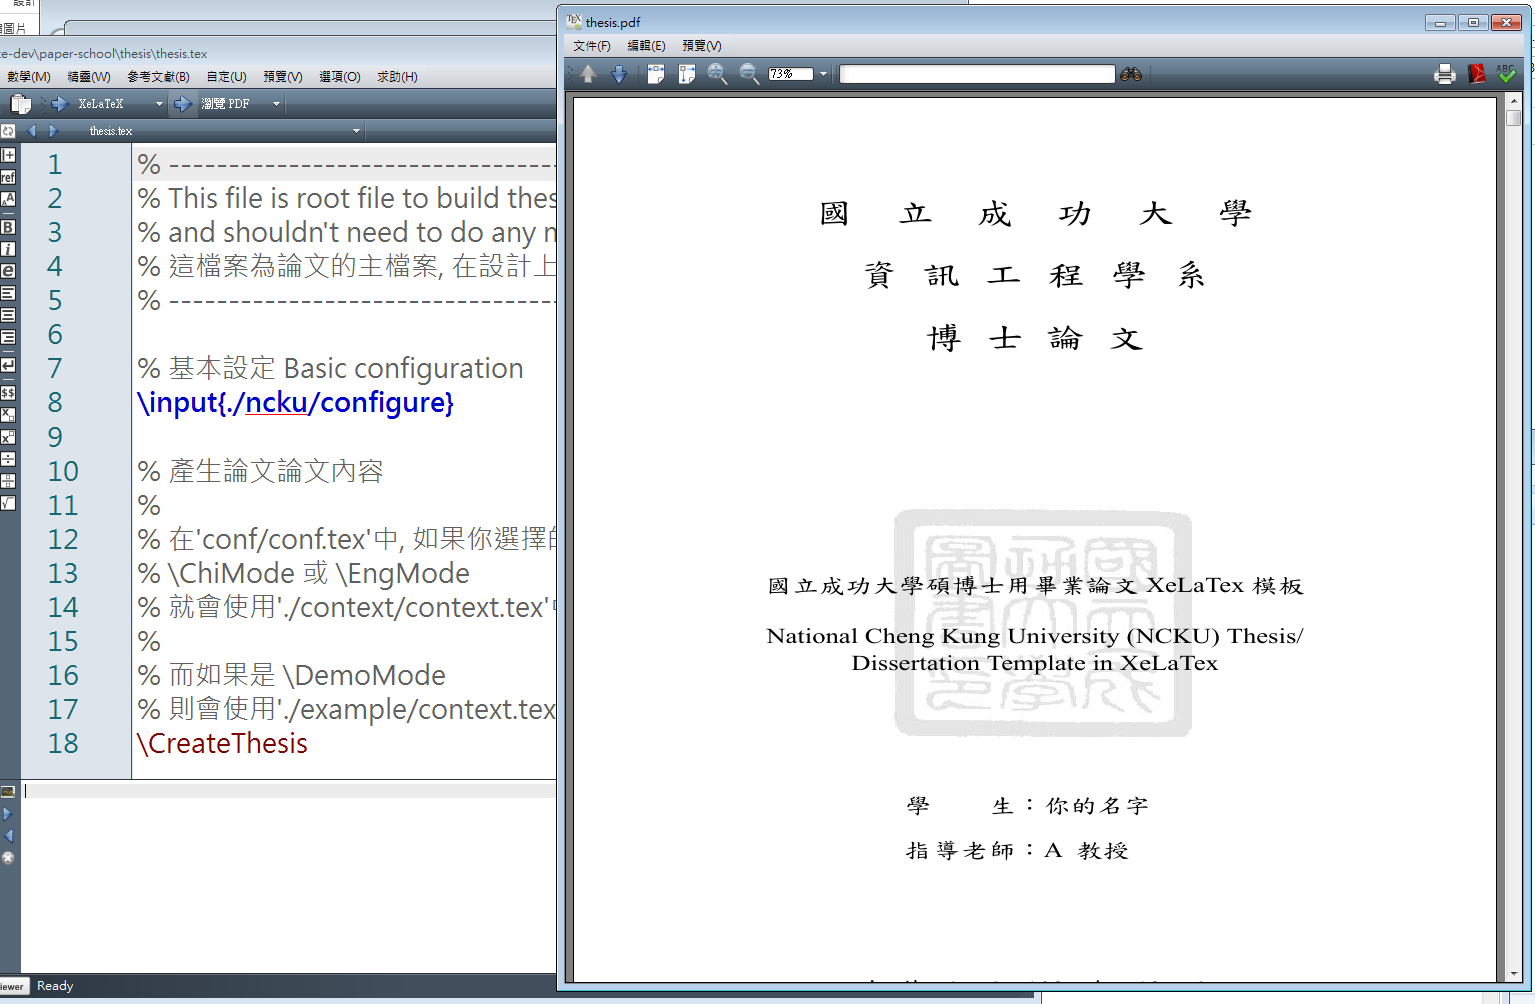 設計
圖片
te-dev\paper-school\thesis\thesis.tex
數學(M) 精靈(W) 參考文獻(B) 自定(U) 預覽(V) 選項(O) 求助(H)
XeLaTeX 瀏覽 PDF
thesis.tex
1 % ---------------------------------
2 % This file is root file to build thes
3 % and shouldn't need to do any m
4 % 這檔案為論文的主檔案, 在設計上
5 % ---------------------------------
6
7 % 基本設定 Basic configuration
8 \input{./ncku/configure}
9
10 % 產生論文論文內容
11 %
12 % 在'conf/conf.tex'中, 如果你選擇的
13 % \ChiMode 或 \EngMode
14 % 就會使用'./context/context.tex'
15 %
16 % 而如果是 \DemoMode
17 % 則會使用'./example/context.tex
18 \CreateThesis
iewer Ready
thesis.pdf
文件(F) 編輯(E) 預覽(V)
73%
國立成功大學
資訊工程學系
博士論文
國立成功大學碩博士用畢業論文 XeLaTex 模板
National Cheng Kung University (NCKU) Thesis/
Dissertation Template in XeLaTex
學 生：你的名字
指導老師：A 教授